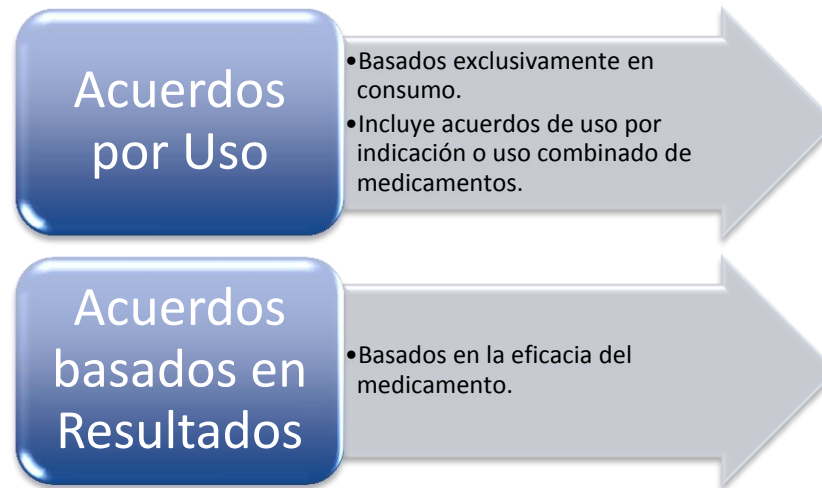 Acuerdos
por Uso
•Basados exclusivamente en
consumo.
•Incluye acuerdos de uso por
indicación o uso combinado de
medicamentos.
Acuerdos
basados en
Resultados
•Basados en la eficacia del
medicamento.